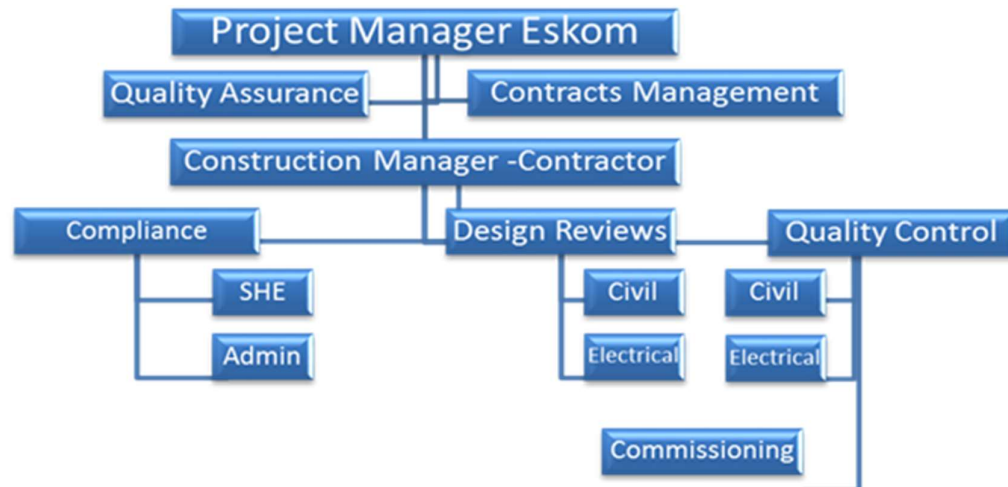 Project Manager Eskom
Quality Assurance
Contracts Management
Construction Manager -Contractor
Compliance
Design Reviews
Quality Control
SHE
Civil
Civil
Admin
Electrical
Electrical
Commissioning